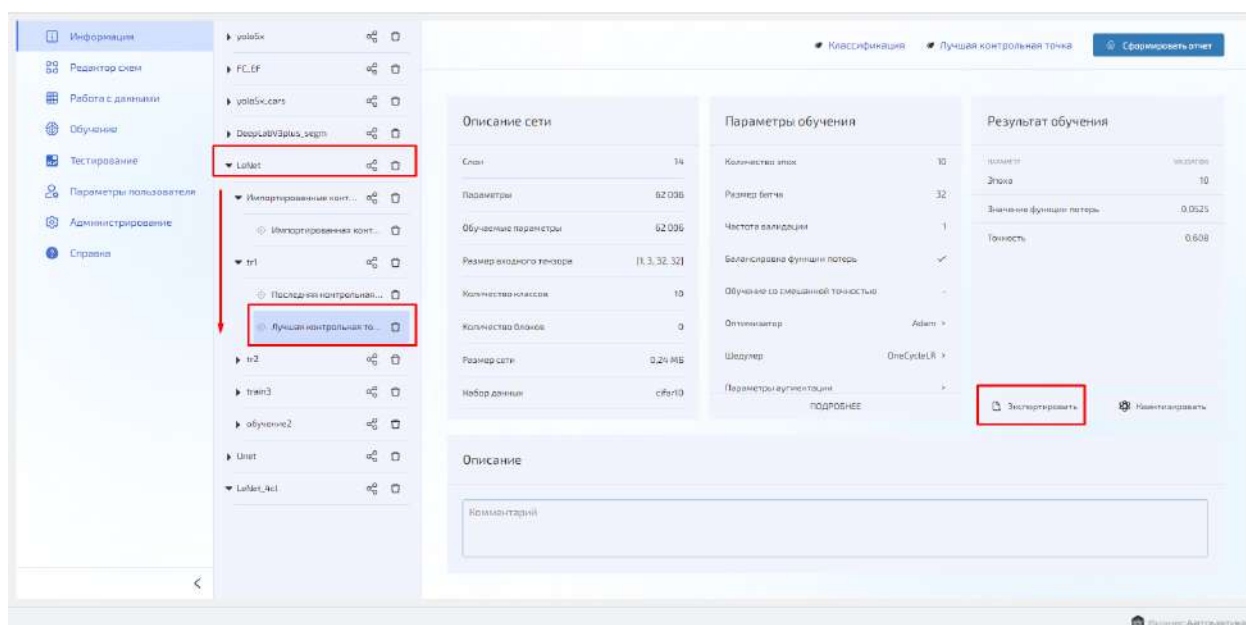 Информация
Редактор схем
Работа с данными
Обучение
Тестирование
Параметры пользователя
Администрирование
Справка
yolo5x
FC_EF
yolo5x_cars
DeepLabV3plus_segm
LeNet
Импортированные конт...
Импортированная конт...
tr1
Последняя контрольная...
Лучшая контрольная то...
tr2
train3
обучение2
Unet
LeNet_4cl
Классификация
Лучшая контрольная точка
Сформировать отчет
Описание сети
Слои 14
Параметры 62 006
Обучаемые параметры 62 006
Размер входного тензора [1, 3, 32, 32]
Количество классов 10
Количество блоков 0
Размер сети 0,24 МБ
Набор данных cifar10
Параметры обучения
Количество эпох 10
Размер батча 32
Частота валидации 1
Балансировка функции потерь
Обучение со смешанной точностью -
Оптимизатор Adam >
Шедулер OneCycleLR >
Параметры аугментации >
ПОДРОБНЕЕ
Результат обучения
Эпоха 10
Значение функции потерь 0,0525
Точность 0,608
Экспортировать
Квантизировать
Описание
Комментарий